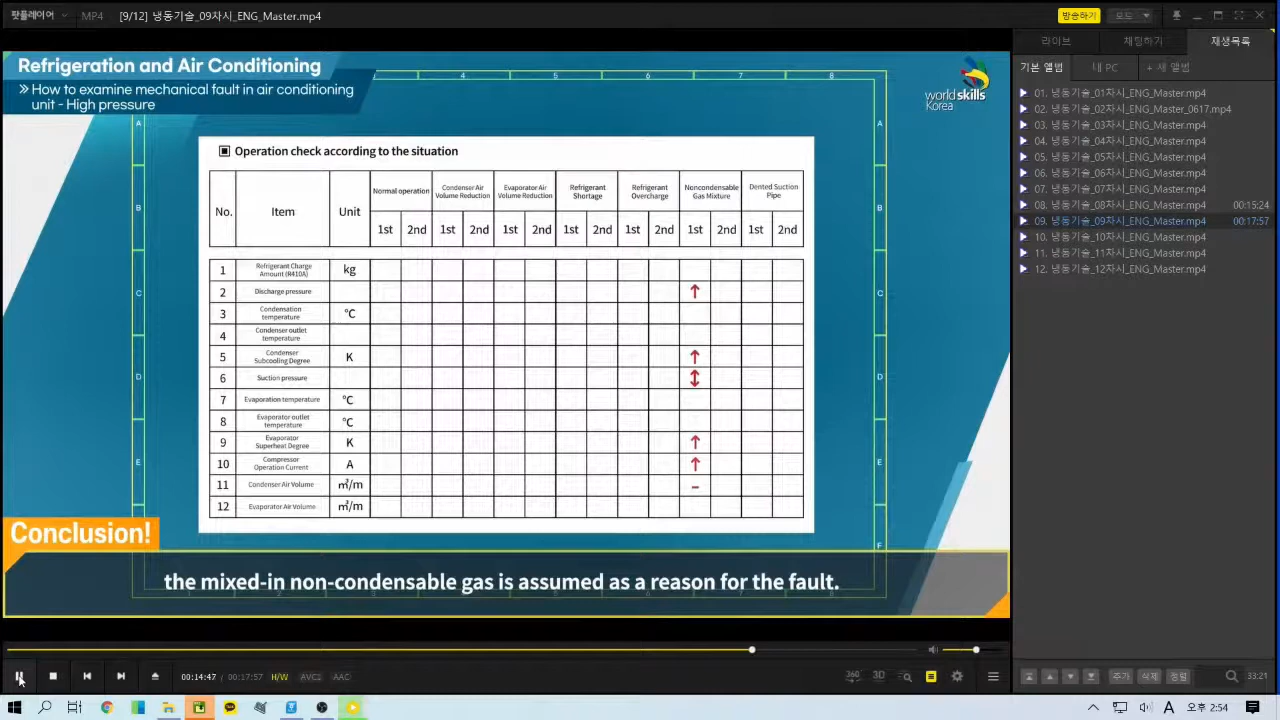 팟플레이어 MP4 [9/12] 냉동기술_09차시_ENG_Master.mp4 방송하기 모드
라이브 채팅하기 재생목록
기본 앨범 내 PC + 새 앨범
Refrigeration and Air Conditioning
» How to examine mechanical fault in air conditioning
unit - High pressure
world skills
Korea
4 5 6 7 8
A A
B B
C C
D D
E E
F
■ Operation check according to the situation
No. Item Unit Normal operation Condenser Air Volume Reduction Evaporator Air Volume Reduction Refrigerant Shortage Refrigerant Overcharge Noncondensable Gas Mixture Dented Suction Pipe
1st 2nd 1st 2nd 1st 2nd 1st 2nd 1st 2nd 1st 2nd 1st 2nd
1 Refrigerant Charge Amount (R410A) kg
2 Discharge pressure ↑
3 Condensation temperature ℃
4 Condenser outlet temperature
5 Condenser Subcooling Degree K ↑
6 Suction pressure ↕
7 Evaporation temperature ℃
8 Evaporator outlet temperature ℃
9 Evaporator Superheat Degree K ↑
10 Compressor Operation Current A ↑
11 Condenser Air Volume ㎥/m –
12 Evaporator Air Volume ㎥/m
Conclusion!
the mixed-in non-condensable gas is assumed as a reason for the fault.
01. 냉동기술_01차시_ENG_Master.mp4
02. 냉동기술_02차시_ENG_Master_0617.mp4
03. 냉동기술_03차시_ENG_Master.mp4
04. 냉동기술_04차시_ENG_Master.mp4
05. 냉동기술_05차시_ENG_Master.mp4
06. 냉동기술_06차시_ENG_Master.mp4
07. 냉동기술_07차시_ENG_Master.mp4
08. 냉동기술_08차시_ENG_Master.mp4 00:15:24
09. 냉동기술_09차시_ENG_Master.mp4 00:17:57
10. 냉동기술_10차시_ENG_Master.mp4
11. 냉동기술_11차시_ENG_Master.mp4
12. 냉동기술_12차시_ENG_Master.mp4
00:14:47 / 00:17:57 H/W AVC1 AAC 360 3D
추가 삭제 정렬 33:21
A 오후 2:54